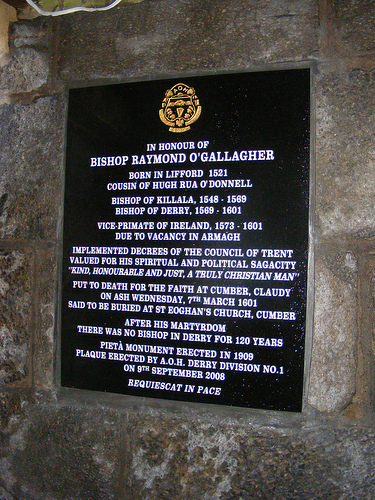 IN HONOUR OF
BISHOP RAYMOND O'GALLAGHER
BORN IN LIFFORD 1521
COUSIN OF HUGH RUA O'DONNELL
BISHOP OF KILLALA, 1548 - 1569
BISHOP OF DERRY, 1569 - 1601
VICE-PRIMATE OF IRELAND, 1573 - 1601
DUE TO VACANCY IN ARMAGH
IMPLEMENTED DECREES OF THE COUNCIL OF TRENT
VALUED FOR HIS SPIRITUAL AND POLITICAL SAGACITY
"KIND, HONOURABLE AND JUST, A TRULY CHRISTIAN MAN"
PUT TO DEATH FOR THE FAITH AT CUMBER, CLAUDY
ON ASH WEDNESDAY, 7TH MARCH 1601
SAID TO BE BURIED AT ST EOGHAN'S CHURCH, CUMBER
AFTER HIS MARTYRDOM
THERE WAS NO BISHOP IN DERRY FOR 120 YEARS
PIETÀ MONUMENT ERECTED IN 1909
PLAQUE ERECTED BY A.O.H. DERRY DIVISION NO.1
ON 9TH SEPTEMBER 2008
REQUIESCAT IN PACE